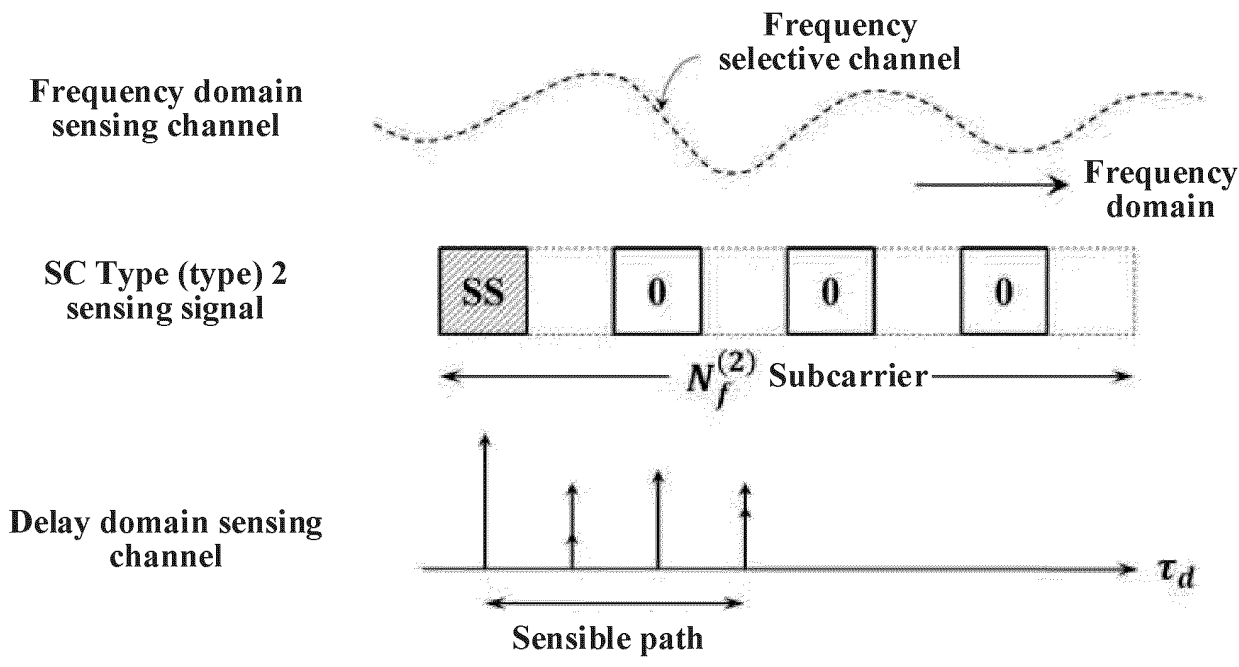 Frequency
selective channel
Frequency domain
sensing channel
Frequency
domain
SC Type (type) 2
sensing signal
SS 0 0 0
N_f^{(2)} Subcarrier
Delay domain sensing
channel
τ_d
Sensible path